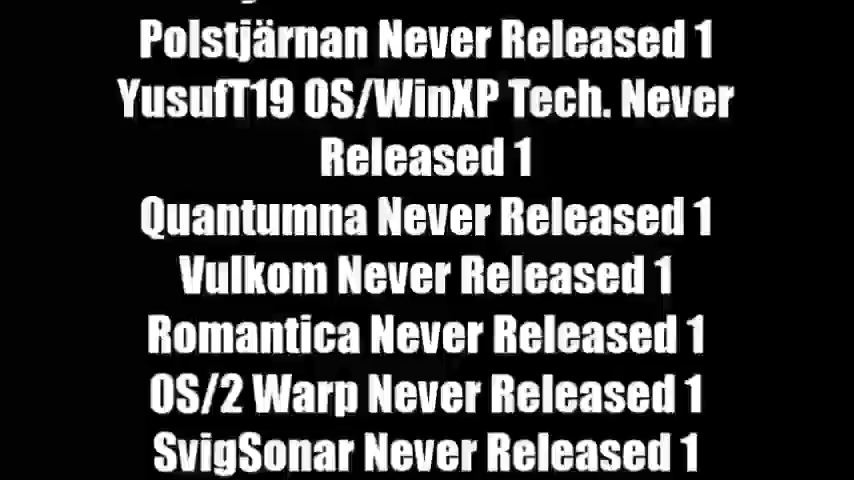 Polstjärnan Never Released 1
YusufT19 OS/WinXP Tech. Never
Released 1
Quantumna Never Released 1
Vulkom Never Released 1
Romantica Never Released 1
OS/2 Warp Never Released 1
SvigSonar Never Released 1